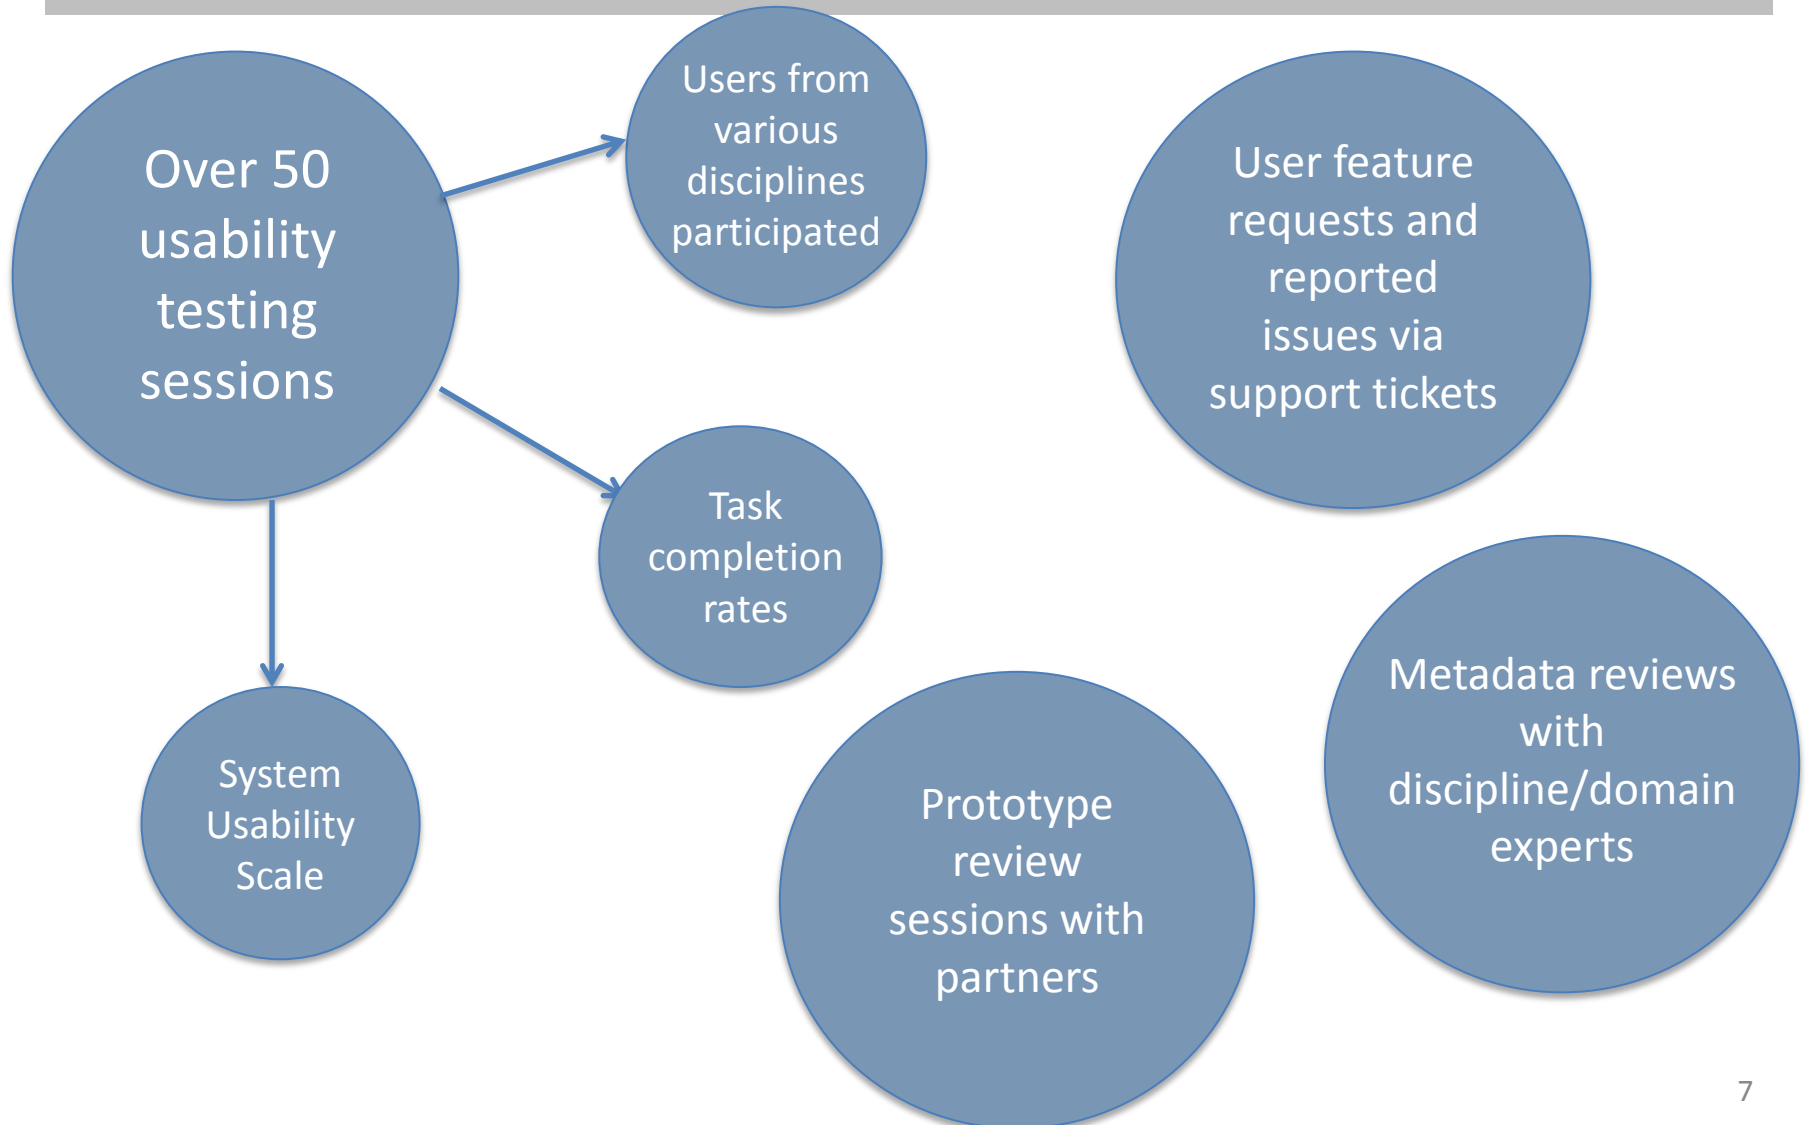 Over 50
usability
testing
sessions
Users from
various
disciplines
participated
Task
completion
rates
System
Usability
Scale
User feature
requests and
reported
issues via
support tickets
Prototype
review
sessions with
partners
Metadata reviews
with
discipline/domain
experts
7